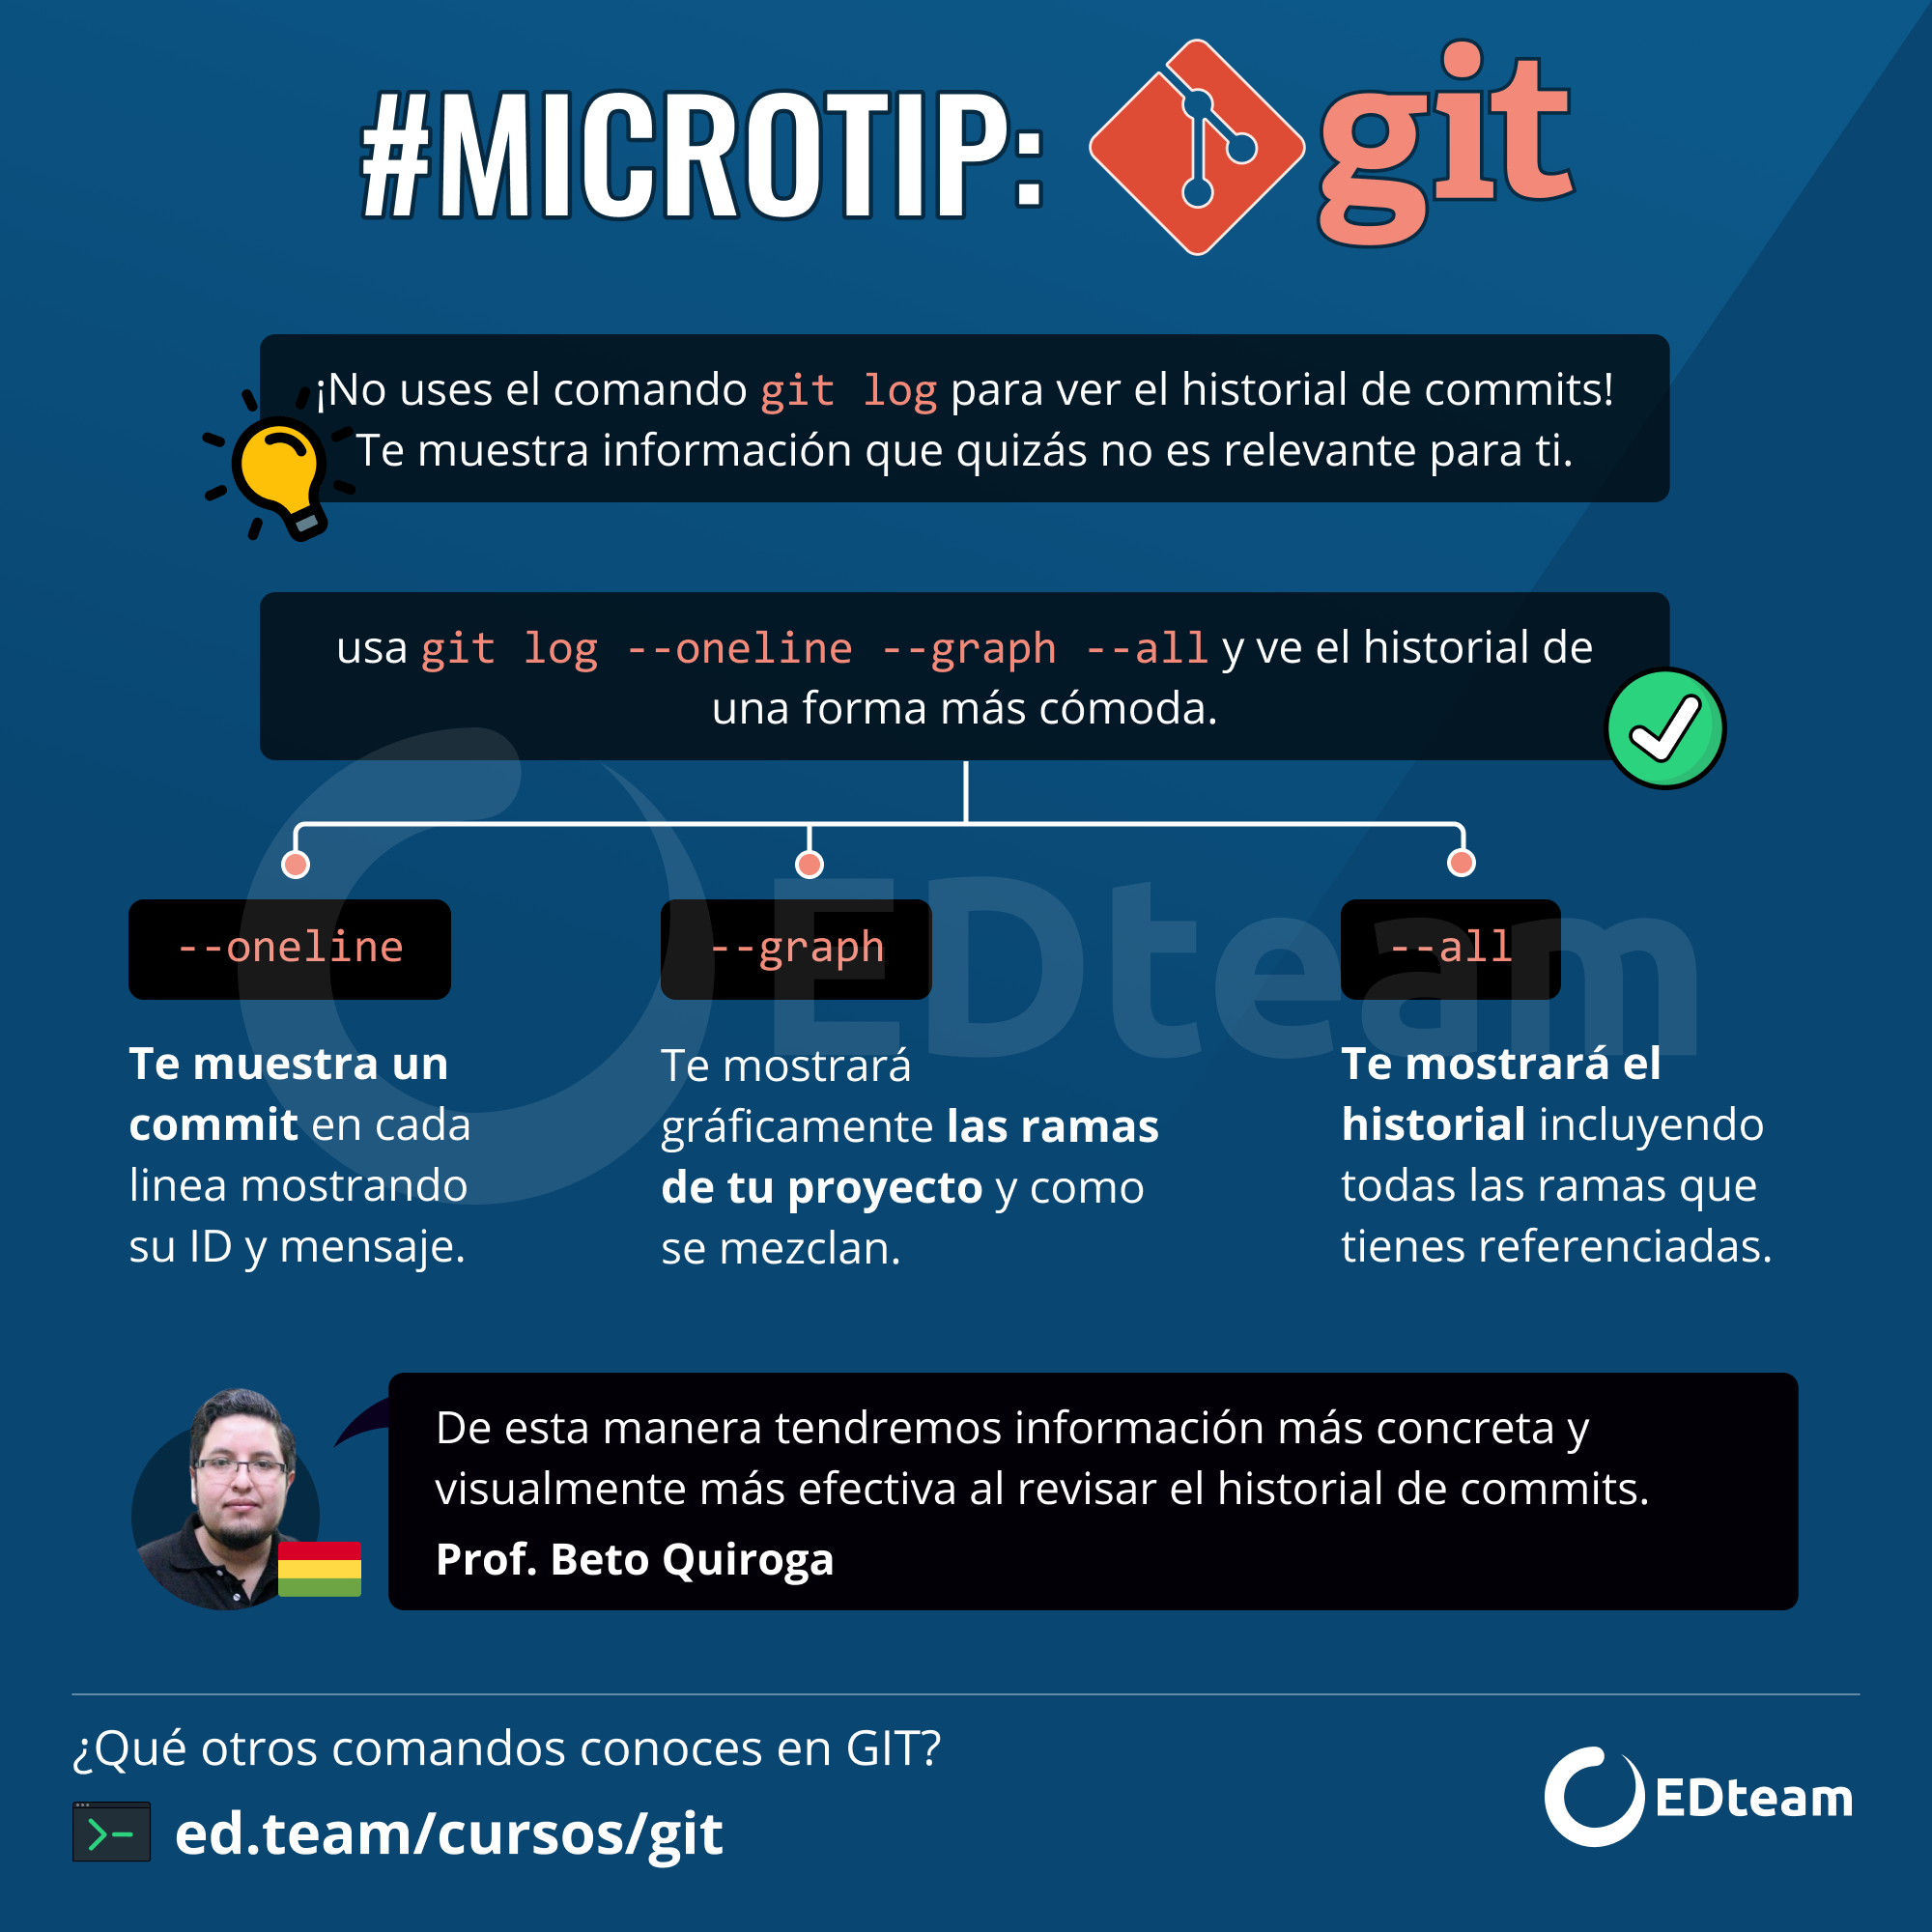 #MICROTIP: git
¡No uses el comando git log para ver el historial de commits!
Te muestra información que quizás no es relevante para ti.
usa git log --oneline --graph --all y ve el historial de
una forma más cómoda.
EDteam
--oneline
Te muestra un
commit en cada
linea mostrando
su ID y mensaje.
--graph
Te mostrará
gráficamente las ramas
de tu proyecto y como
se mezclan.
--all
Te mostrará el
historial incluyendo
todas las ramas que
tienes referenciadas.
De esta manera tendremos información más concreta y
visualmente más efectiva al revisar el historial de commits.
Prof. Beto Quiroga
¿Qué otros comandos conoces en GIT?
ed.team/cursos/git
EDteam